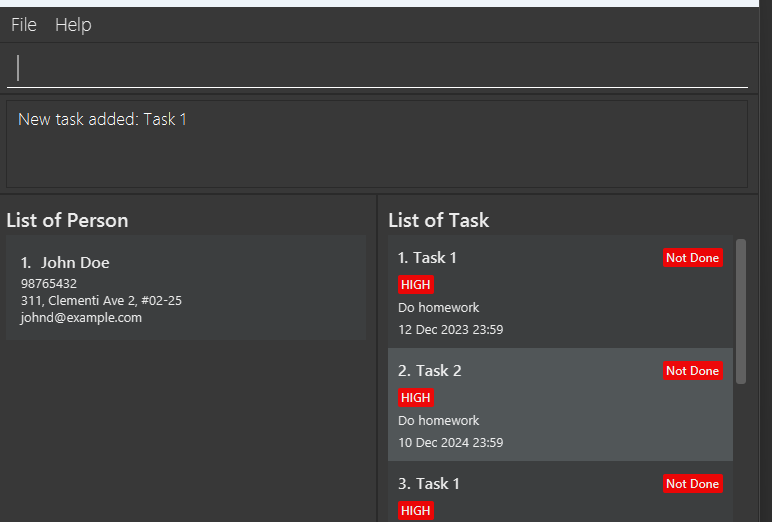 File Help
New task added: Task 1
List of Person
1. John Doe
98765432
311, Clementi Ave 2, #02-25
johnd@example.com
List of Task
1. Task 1 Not Done
HIGH
Do homework
12 Dec 2023 23:59
2. Task 2 Not Done
HIGH
Do homework
10 Dec 2024 23:59
3. Task 1 Not Done
HIGH